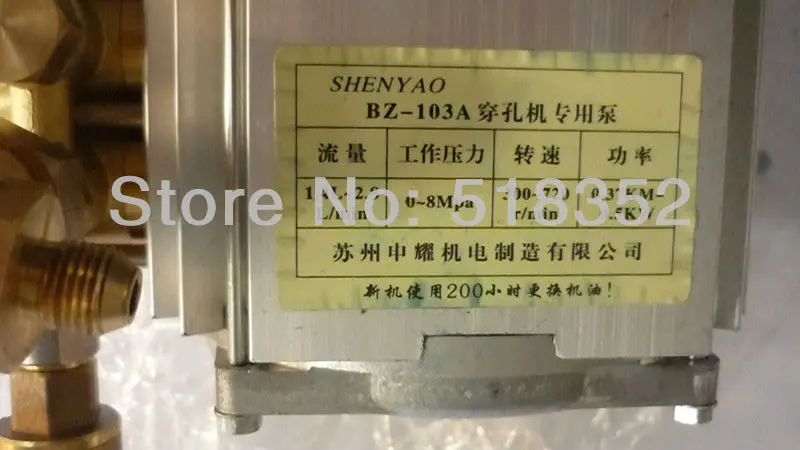 SHENYAO
BZ-103A 穿孔机专用泵
流量 工作压力 转速 功率
L/min 0~8Mpa r/min
苏州申耀机电制造有限公司
新机使用200小时更换机油!
Store No: 518352